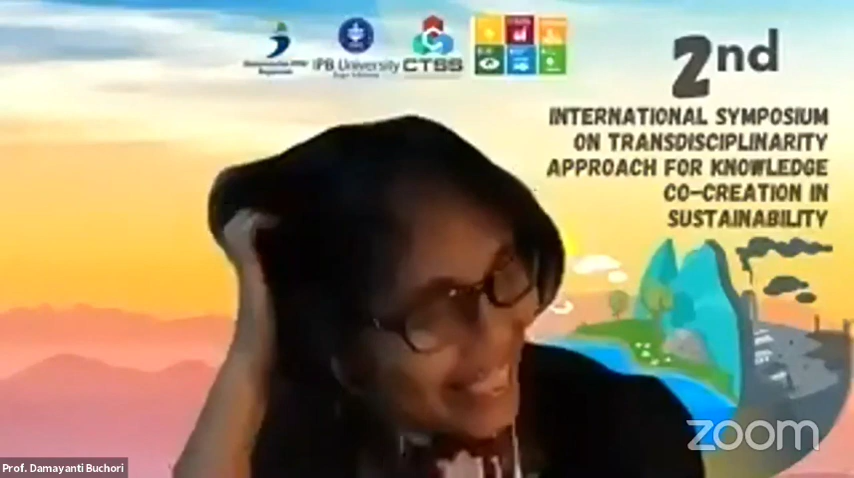 IPB University
CTSS
2nd
INTERNATIONAL SYMPOSIUM
ON TRANSDISCIPLINARITY
APPROACH FOR KNOWLEDGE
CO-CREATION IN
SUSTAINABILITY
zoom
Prof. Damayanti Buchori